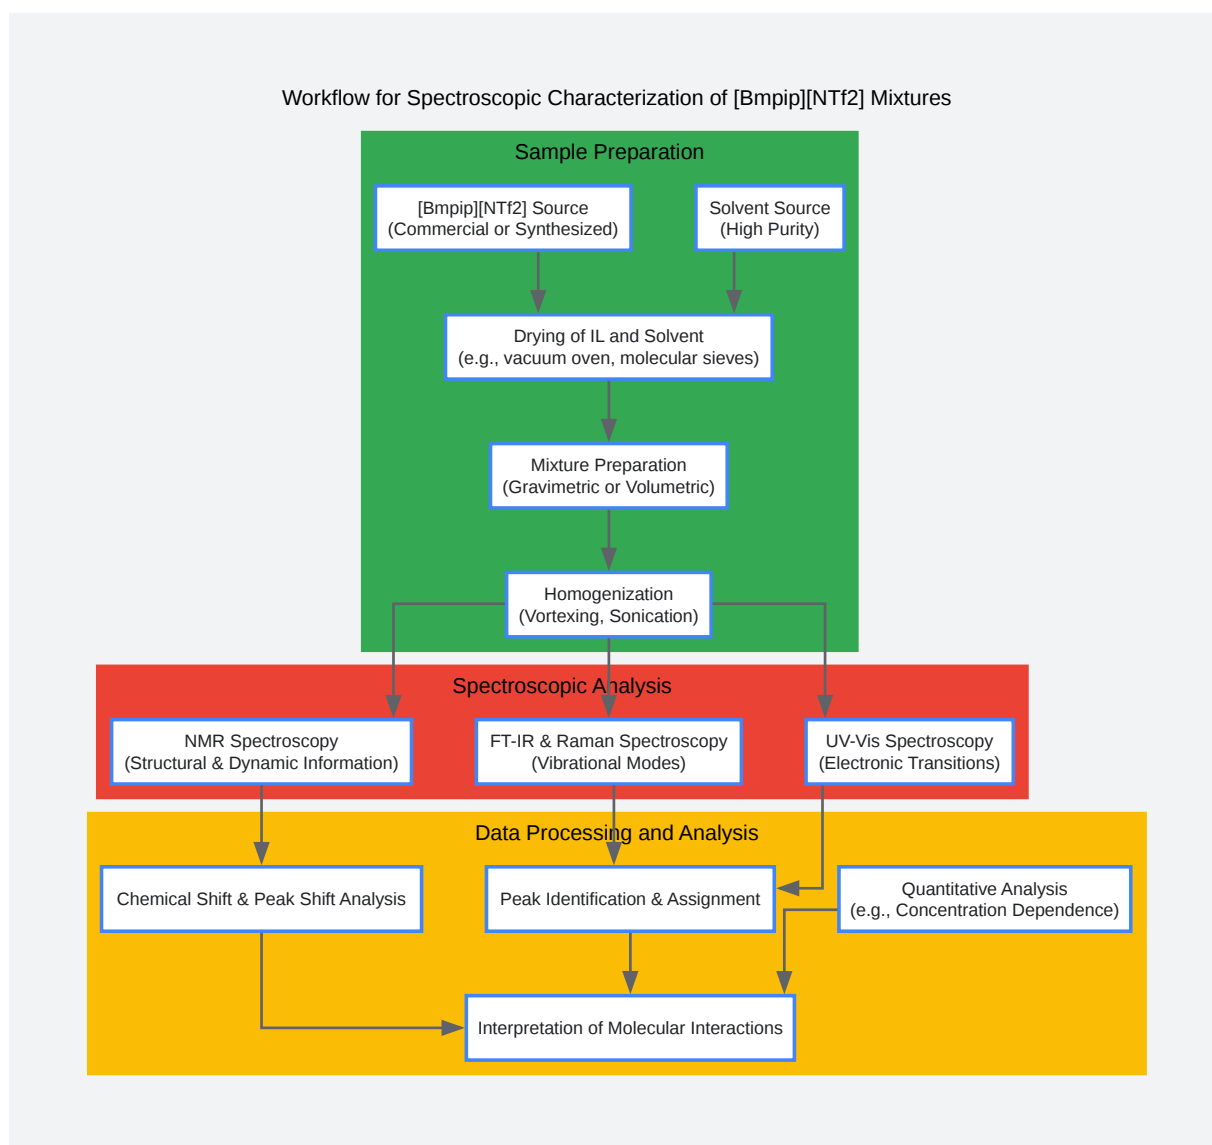 Workflow for Spectroscopic Characterization of [Bmpip][NTf2] Mixtures
Sample Preparation
[Bmpip][NTf2] Source
(Commercial or Synthesized)
Solvent Source
(High Purity)
Drying of IL and Solvent
(e.g., vacuum oven, molecular sieves)
Mixture Preparation
(Gravimetric or Volumetric)
Homogenization
(Vortexing, Sonication)
Spectroscopic Analysis
NMR Spectroscopy
(Structural & Dynamic Information)
FT-IR & Raman Spectroscopy
(Vibrational Modes)
UV-Vis Spectroscopy
(Electronic Transitions)
Data Processing and Analysis
Chemical Shift & Peak Shift Analysis
Peak Identification & Assignment
Quantitative Analysis
(e.g., Concentration Dependence)
Interpretation of Molecular Interactions